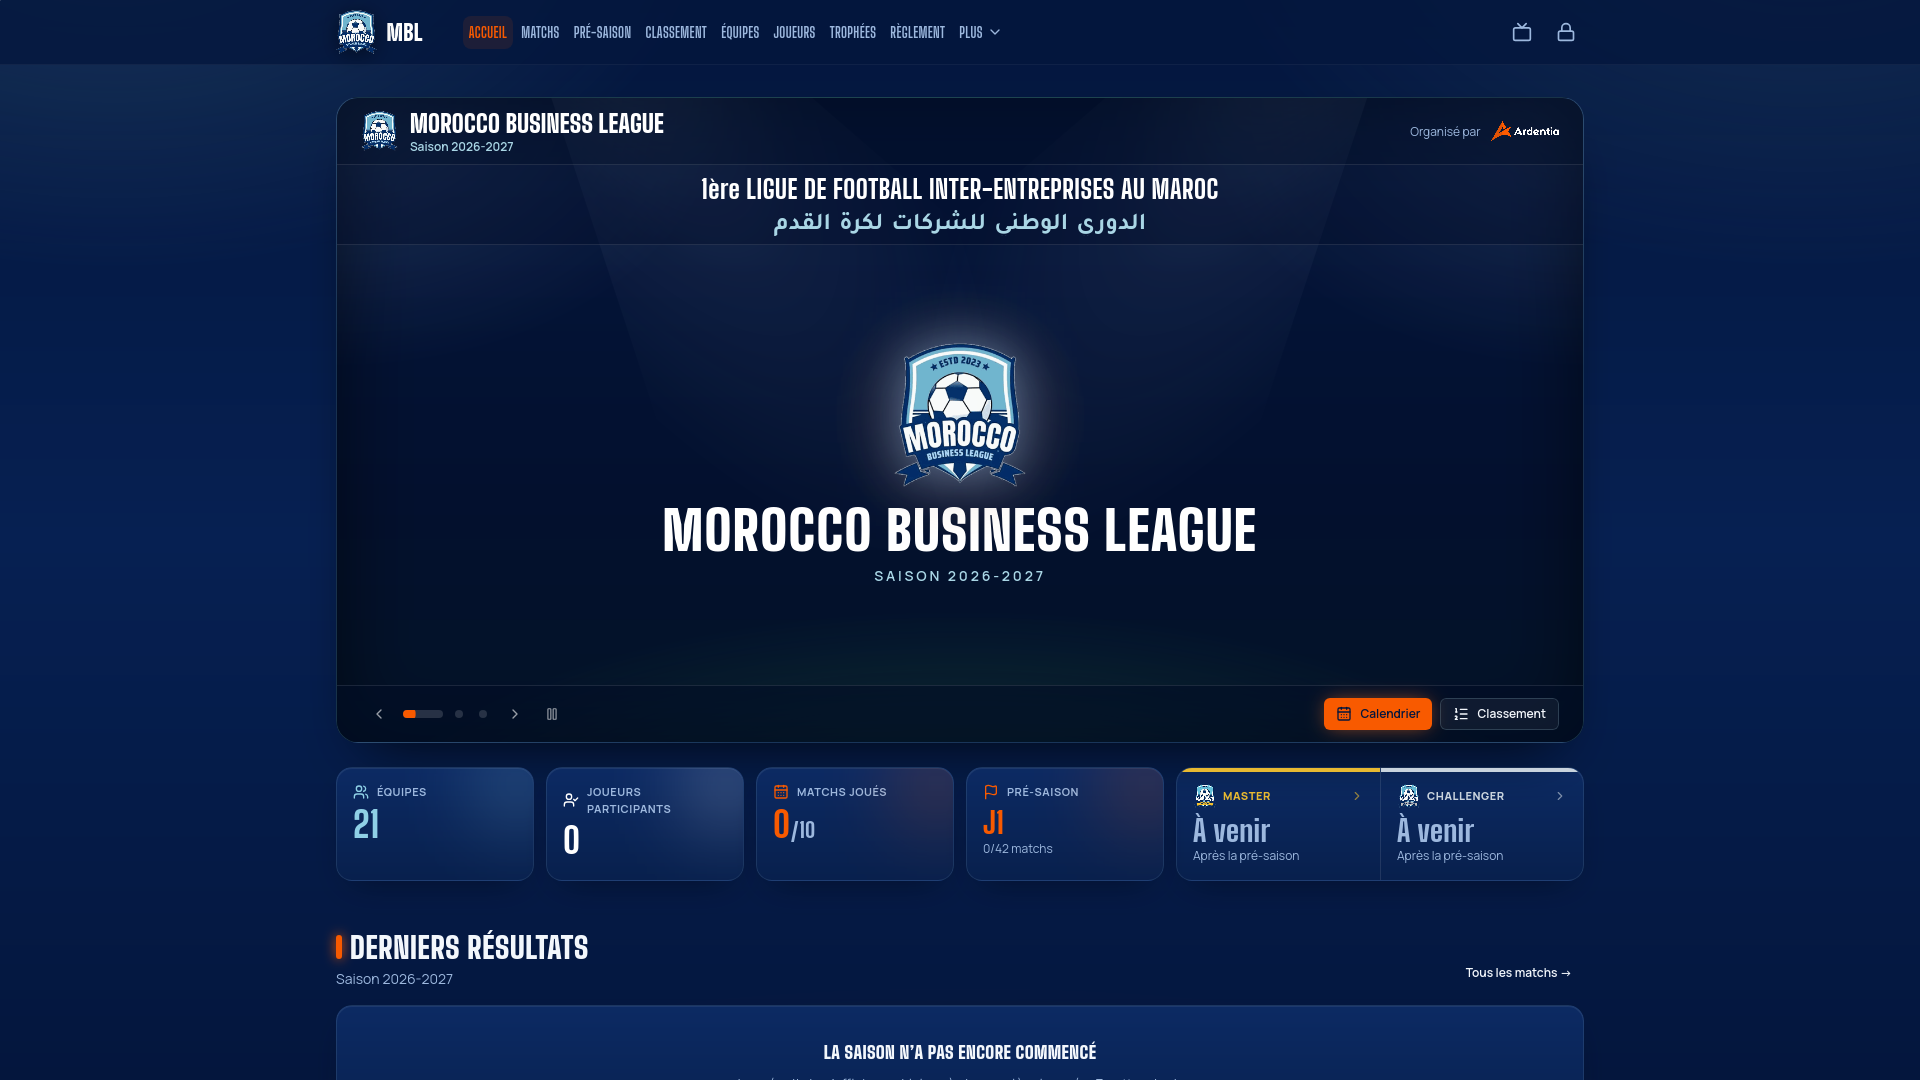 MBL
ACCUEIL MATCHS PRÉ-SAISON CLASSEMENT ÉQUIPES JOUEURS TROPHÉES RÈGLEMENT PLUS
MOROCCO BUSINESS LEAGUE
Saison 2026-2027
Organisé par Ardentia
1ère LIGUE DE FOOTBALL INTER-ENTREPRISES AU MAROC
الدوري الوطني للشركات لكرة القدم
★ ESTD 2023 ★
MOROCCO
BUSINESS LEAGUE
MOROCCO BUSINESS LEAGUE
SAISON 2026-2027
Calendrier
Classement
ÉQUIPES
21
JOUEURS
PARTICIPANTS
0
MATCHS JOUÉS
0/10
PRÉ-SAISON
J1
0/42 matchs
MASTER
À venir
Après la pré-saison
CHALLENGER
À venir
Après la pré-saison
DERNIERS RÉSULTATS
Saison 2026-2027
Tous les matchs →
LA SAISON N'A PAS ENCORE COMMENCÉ